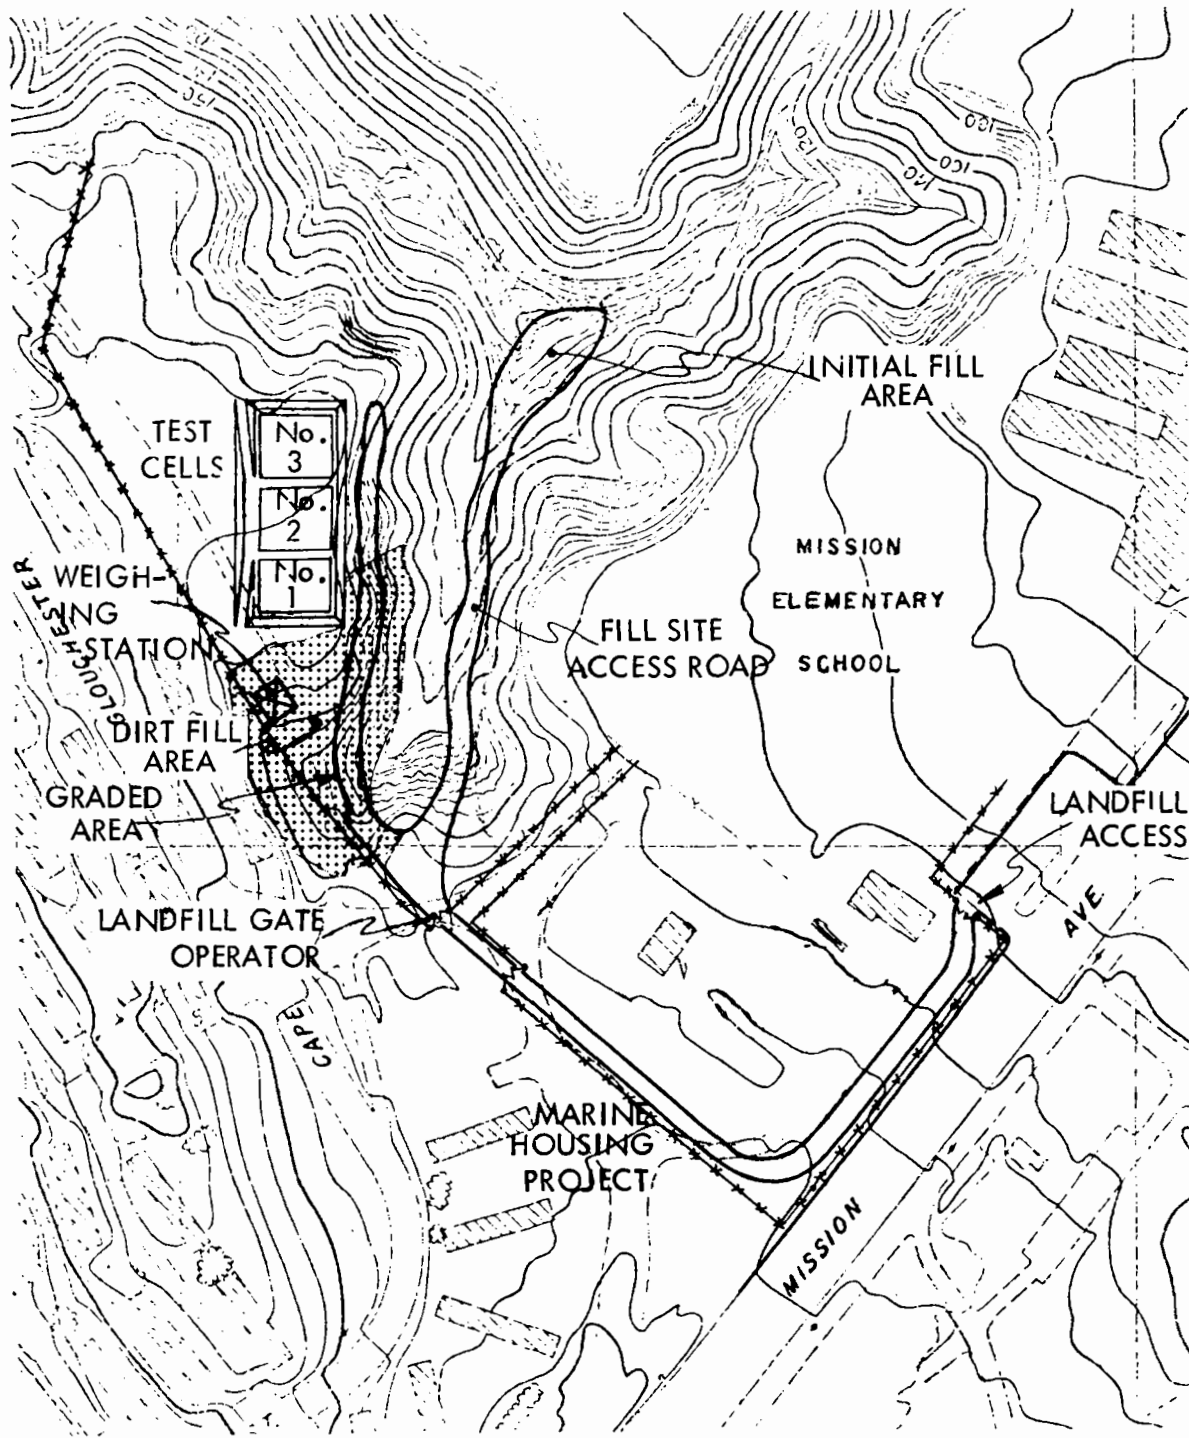 150
100
120
100
140
INITIAL FILL
AREA
TEST
CELLS
No.
3
No.
2
No.
1
MISSION
ELEMENTARY
SCHOOL
WEIGH-
ING
STATION
GLOUCHESTER
FILL SITE
ACCESS ROAD
DIRT FILL
AREA
GRADED
AREA
LANDFILL
ACCESS
AVE
LANDFILL GATE
OPERATOR
CAPE
MARINE
HOUSING
PROJECT
MISSION